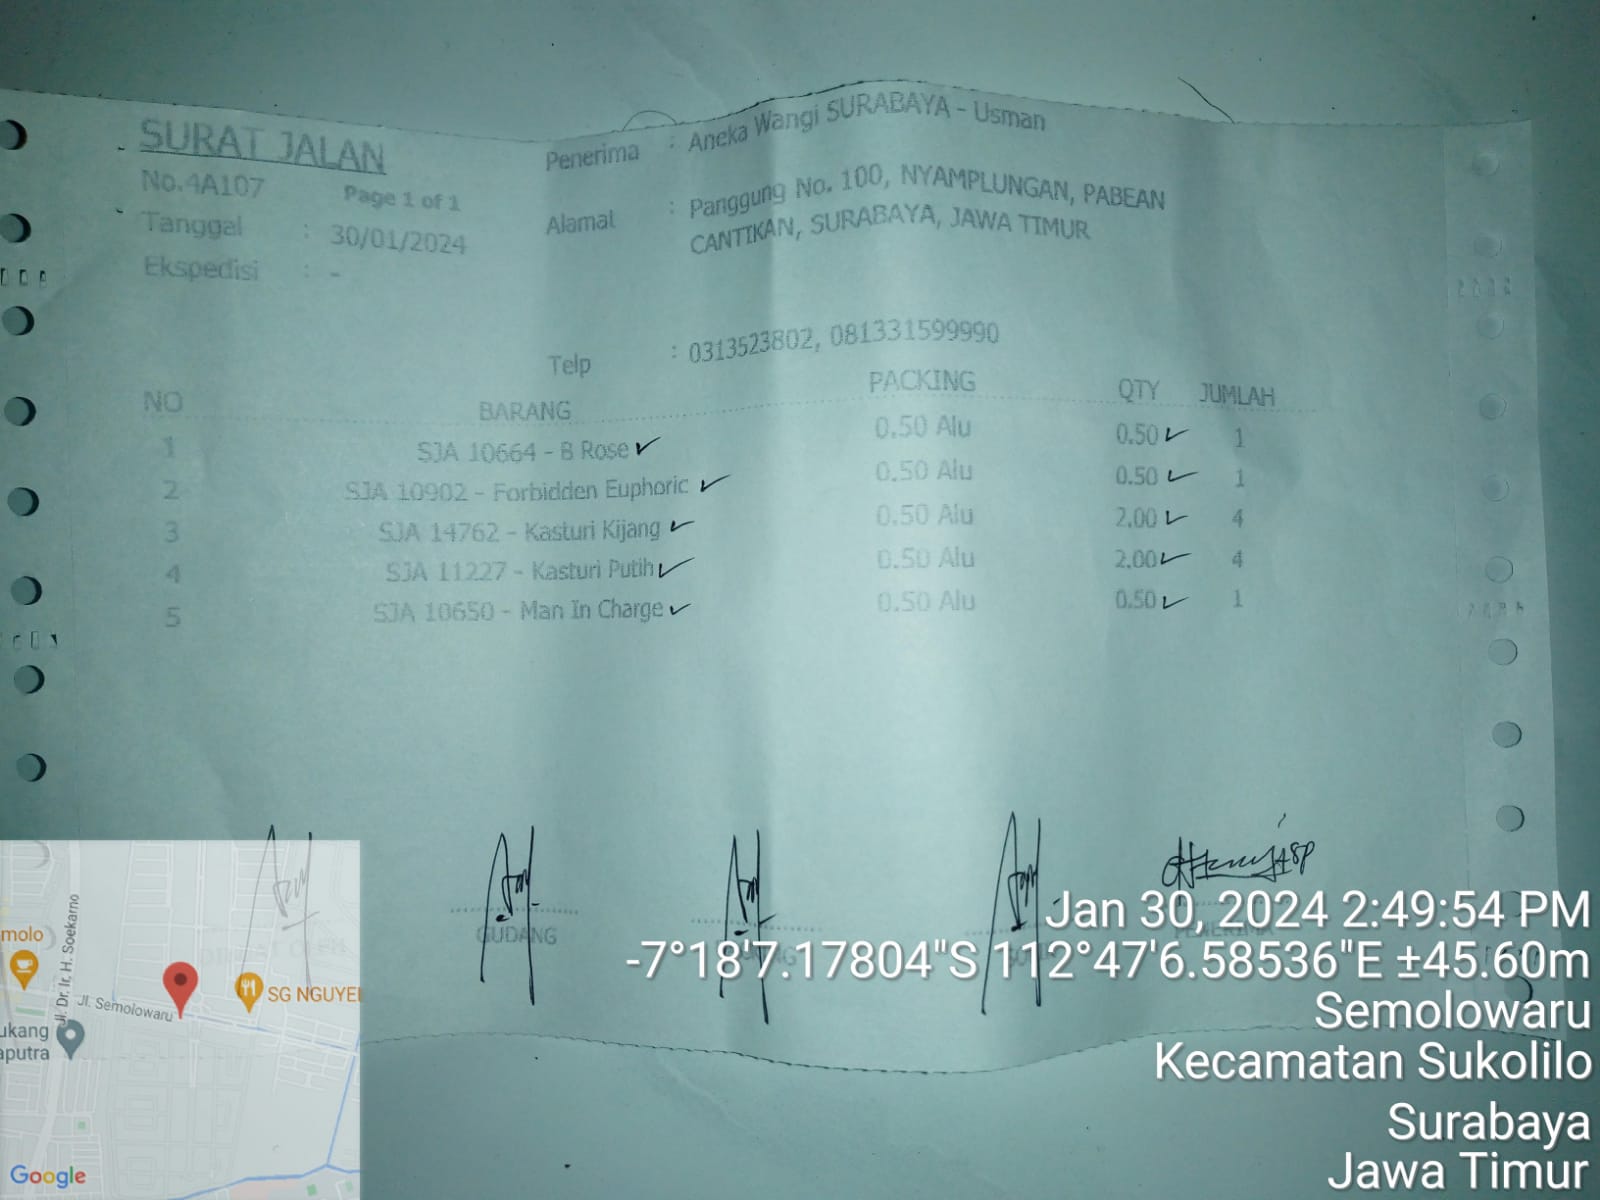 SURAT JALAN
No.4A107 Page 1 of 1
Tanggal : 30/01/2024
Ekspedisi : -
Penerima : Aneka Wangi SURABAYA - Usman
Alamat : Panggung No. 100, NYAMPLUNGAN, PABEAN
CANTIKAN, SURABAYA, JAWA TIMUR
Telp : 0313523802, 081331599990
NO BARANG PACKING QTY JUMLAH
1 SJA 10664 - B Rose ✓ 0.50 Alu 0.50 ✓ 1
2 SJA 10902 - Forbidden Euphoric ✓ 0.50 Alu 0.50 ✓ 1
3 SJA 14762 - Kasturi Kijang ✓ 0.50 Alu 2.00 ✓ 4
4 SJA 11227 - Kasturi Putih ✓ 0.50 Alu 2.00 ✓ 4
5 SJA 10650 - Man In Charge ✓ 0.50 Alu 0.50 ✓ 1
GUDANG
PENERIMA
Jan 30, 2024 2:49:54 PM
-7°18'7.17804"S 112°47'6.58536"E ±45.60m
Semolowaru
Kecamatan Sukolilo
Surabaya
Jawa Timur
molo
Jl. Dr. Ir. H. Soekarno
Jl. Semolowaru
SG NGUYEN
ukang
aputra
Google